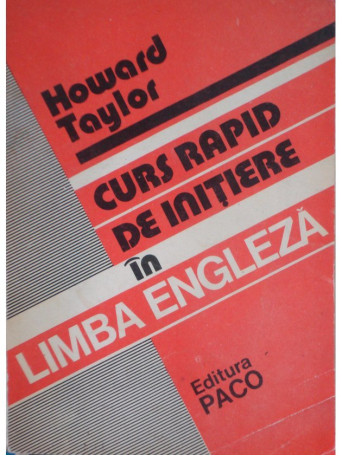 Howard
Taylor
CURS RAPID
DE INIȚIERE
în
LIMBA ENGLEZĂ
Editura
PACO